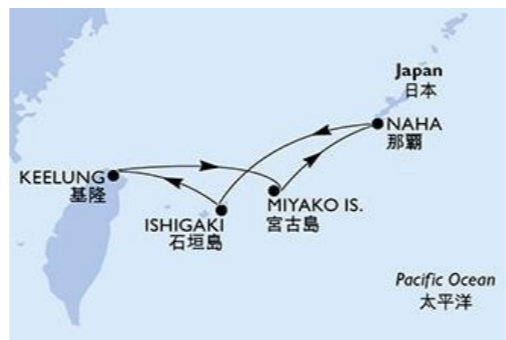 Japan
日本
NAHA
那覇
KEELUNG
基隆
MIYAKO IS.
宮古島
ISHIGAKI
石垣島
Pacific Ocean
太平洋